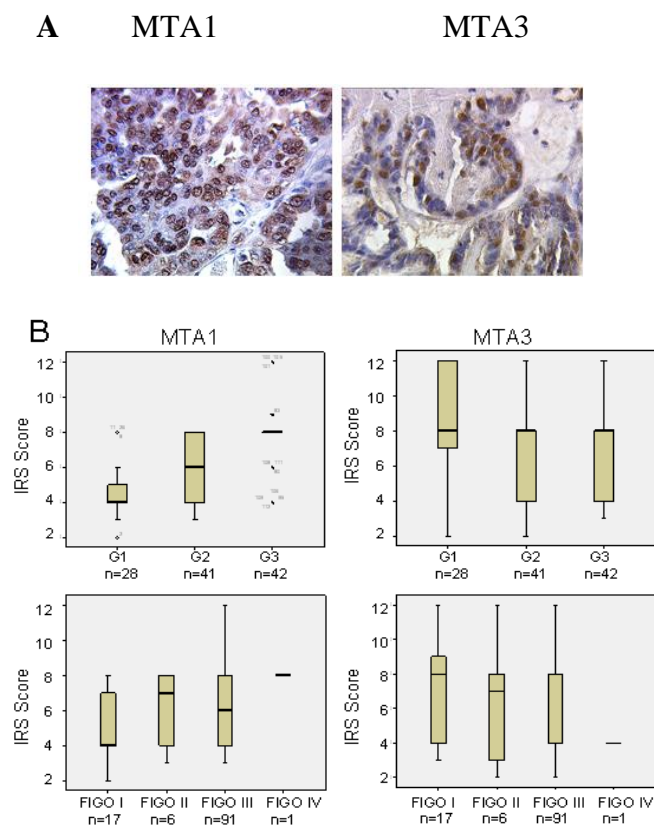 A MTA1 MTA3
B
MTA1 MTA3
IRS Score
12
10
8
6
4
2
G1 G2 G3
n=28 n=41 n=42
IRS Score
12
10
8
6
4
2
G1 G2 G3
n=28 n=41 n=42
IRS Score
12
10
8
6
4
2
FIGO I FIGO II FIGO III FIGO IV
n=17 n=6 n=91 n=1
IRS Score
12
10
8
6
4
2
FIGO I FIGO II FIGO III FIGO IV
n=17 n=6 n=91 n=1